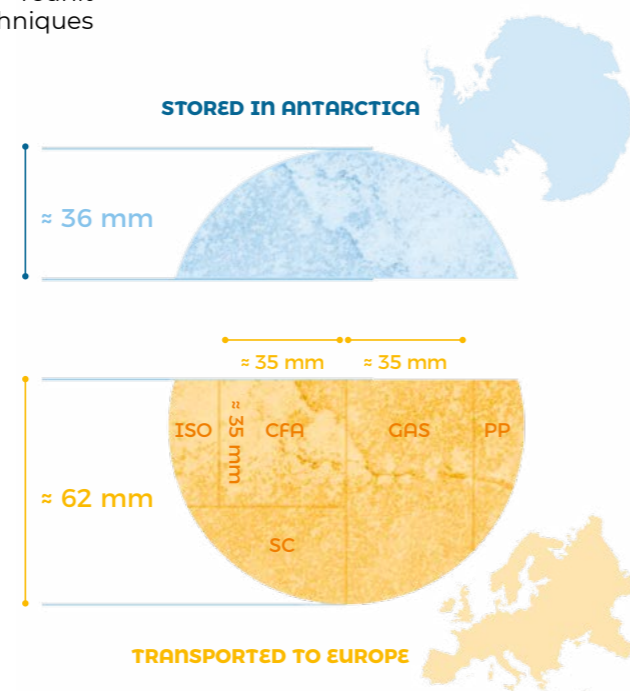 hniques
STORED IN ANTARCTICA
≈ 36 mm
≈ 35 mm ≈ 35 mm
ISO ≈ 35 mm CFA GAS PP
≈ 62 mm
SC
TRANSPORTED TO EUROPE